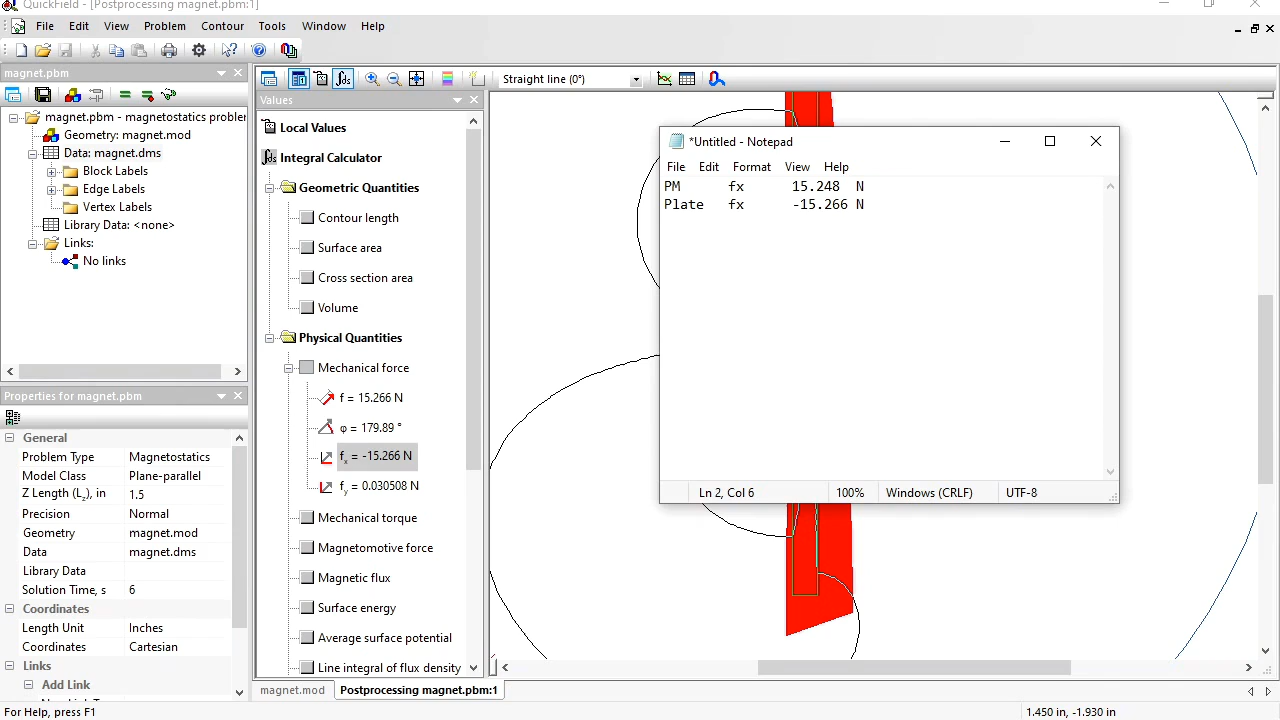 QuickField - [Postprocessing magnet.pbm:1]
File Edit View Problem Contour Tools Window Help
magnet.pbm
magnet.pbm - magnetostatics problem
Geometry: magnet.mod
Data: magnet.dms
Block Labels
Edge Labels
Vertex Labels
Library Data: <none>
Links:
No links
Properties for magnet.pbm
General
Problem Type Magnetostatics
Model Class Plane-parallel
Z Length (Lz), in 1.5
Precision Normal
Geometry magnet.mod
Data magnet.dms
Library Data
Solution Time, s 6
Coordinates
Length Unit Inches
Coordinates Cartesian
Links
Add Link
Straight line (0°)
Values
Local Values
Integral Calculator
Geometric Quantities
Contour length
Surface area
Cross section area
Volume
Physical Quantities
Mechanical force
f = 15.266 N
φ = 179.89 °
fx = -15.266 N
fy = 0.030508 N
Mechanical torque
Magnetomotive force
Magnetic flux
Surface energy
Average surface potential
Line integral of flux density
magnet.mod Postprocessing magnet.pbm:1
*Untitled - Notepad
File Edit Format View Help
PM fx 15.248 N
Plate fx -15.266 N
Ln 2, Col 6 100% Windows (CRLF) UTF-8
For Help, press F1
1.450 in, -1.930 in